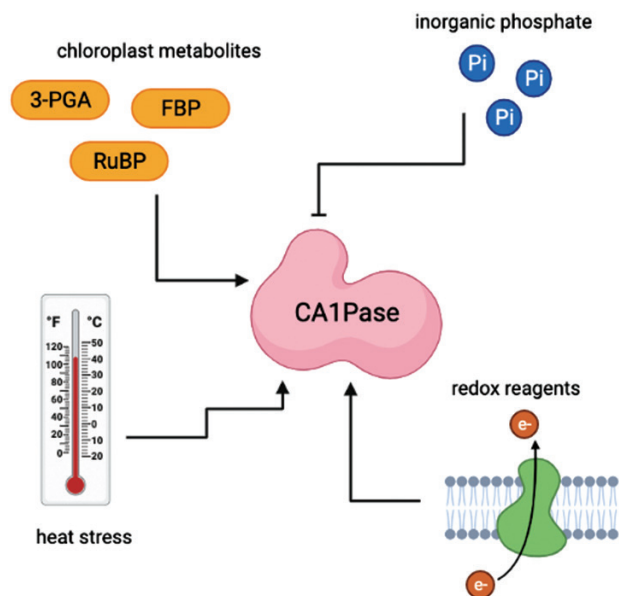 chloroplast metabolites
inorganic phosphate
3-PGA
FBP
RuBP
Pi
Pi
Pi
CA1Pase
°F
°C
120
100
80
60
40
20
0
50
40
30
20
10
0
-10
-20
heat stress
redox reagents
e-
e-